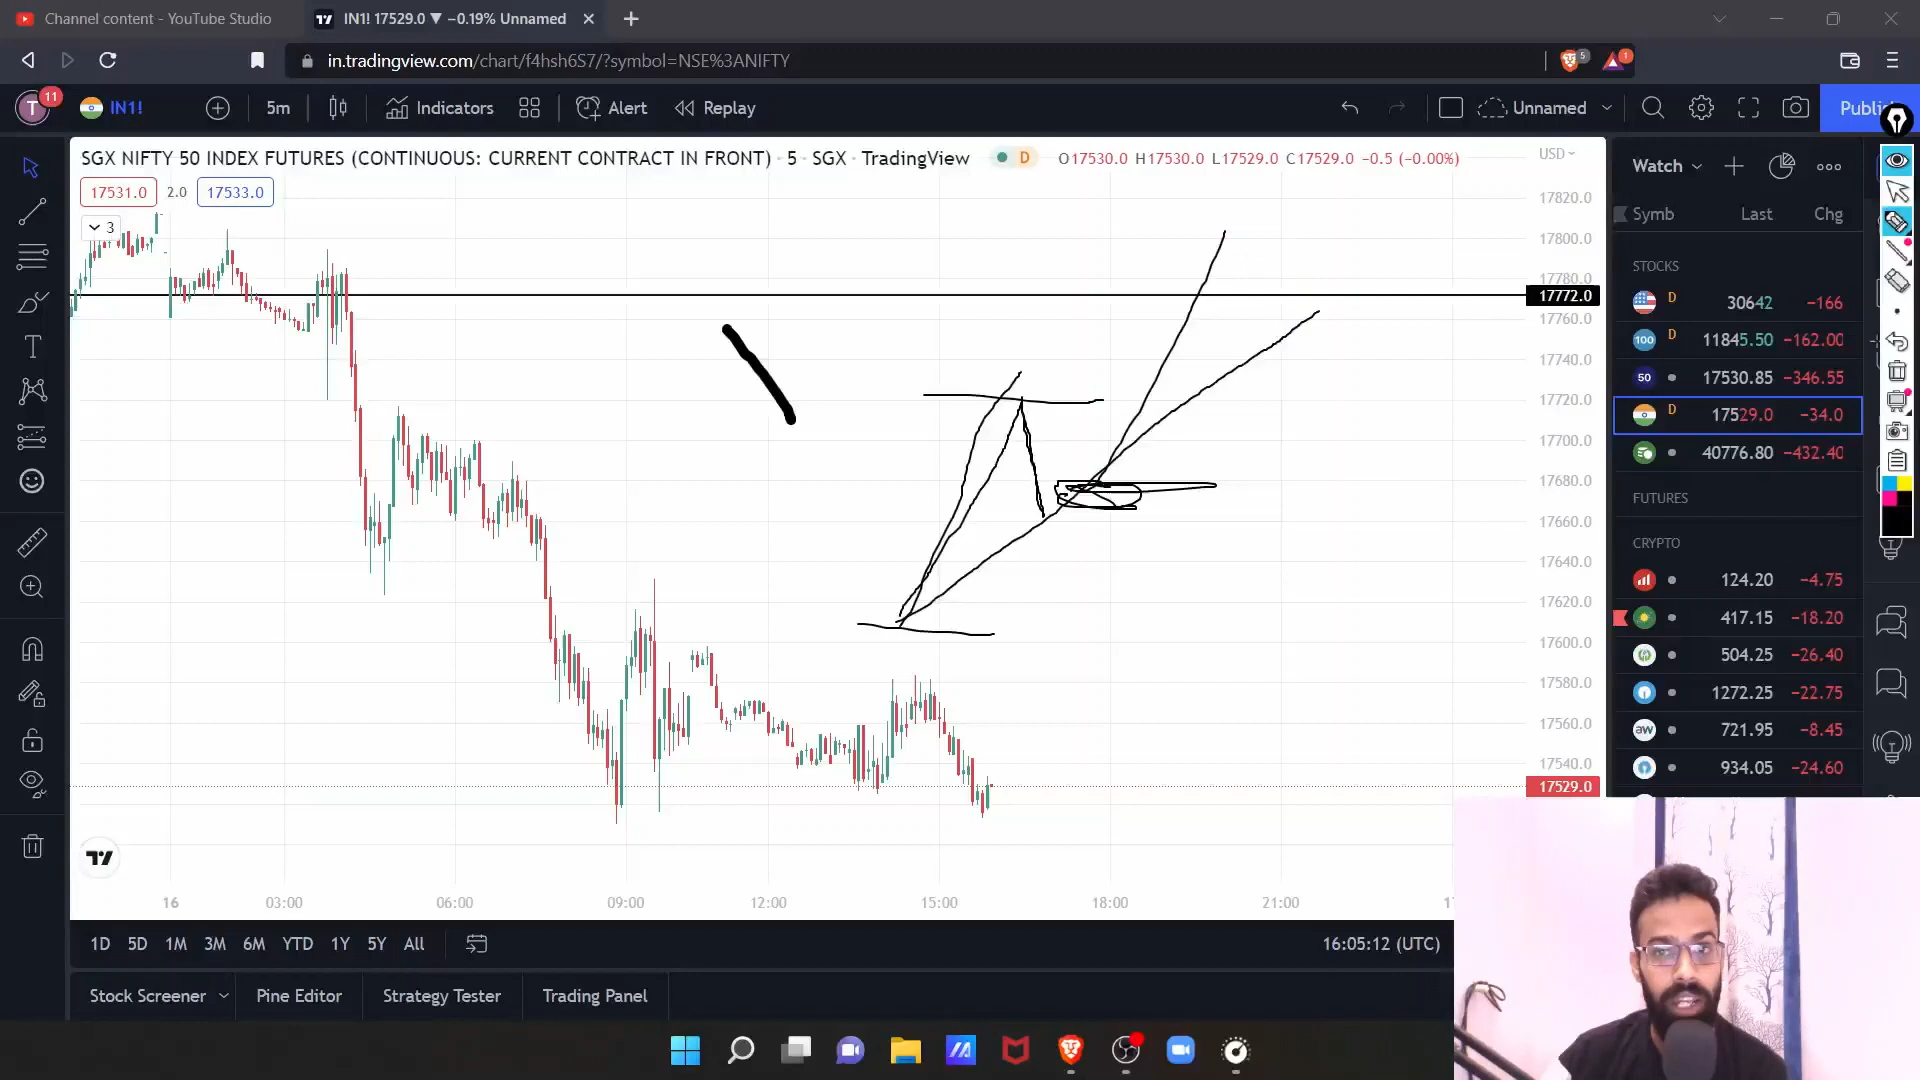 Channel content - YouTube Studio
IN1! 17529.0 ▼ −0.19% Unnamed
in.tradingview.com/chart/f4hsh6S7/?symbol=NSE%3ANIFTY
5
1
T
11
IN1!
5m
Indicators
Alert
Replay
Unnamed
Publi
SGX NIFTY 50 INDEX FUTURES (CONTINUOUS: CURRENT CONTRACT IN FRONT) · 5 · SGX · TradingView
D
O17530.0 H17530.0 L17529.0 C17529.0 −0.5 (−0.00%)
USD
17531.0
2.0
17533.0
3
17820.0
17800.0
17780.0
17772.0
17760.0
17740.0
17720.0
17700.0
17680.0
17660.0
17640.0
17620.0
17600.0
17580.0
17560.0
17540.0
17529.0
16
03:00
06:00
09:00
12:00
15:00
18:00
21:00
Watch
Symb Last Chg
STOCKS
D 30642 −166
100 D 11845.50 −162.00
50 17530.85 −346.55
D 17529.0 −34.0
40776.80 −432.40
FUTURES
CRYPTO
124.20 −4.75
417.15 −18.20
504.25 −26.40
1272.25 −22.75
aw 721.95 −8.45
934.05 −24.60
1D 5D 1M 3M 6M YTD 1Y 5Y All
16:05:12 (UTC)
Stock Screener
Pine Editor
Strategy Tester
Trading Panel